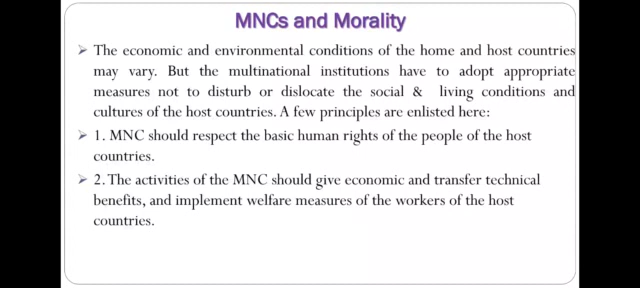 MNCs and Morality
➢ The economic and environmental conditions of the home and host countries
may vary. But the multinational institutions have to adopt appropriate
measures not to disturb or dislocate the social & living conditions and
cultures of the host countries. A few principles are enlisted here:
➢ 1. MNC should respect the basic human rights of the people of the host
countries.
➢ 2. The activities of the MNC should give economic and transfer technical
benefits, and implement welfare measures of the workers of the host
countries.